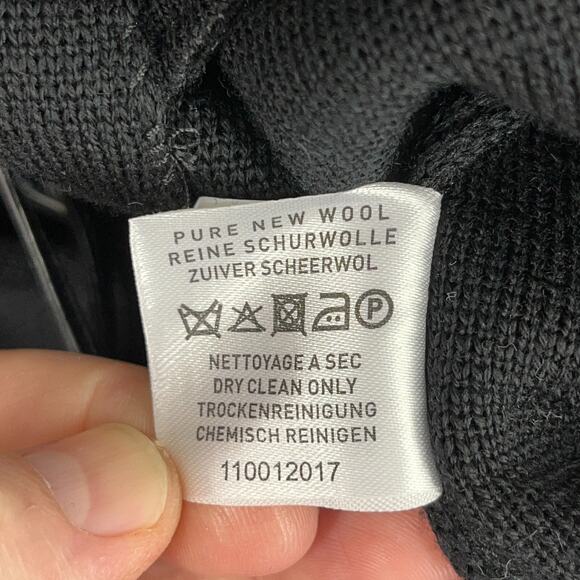 PURE NEW WOOL
REINE SCHURWOLLE
ZUIVER SCHEERWOL
P
NETTOYAGE A SEC
DRY CLEAN ONLY
TROCKENREINIGUNG
CHEMISCH REINIGEN
110012017